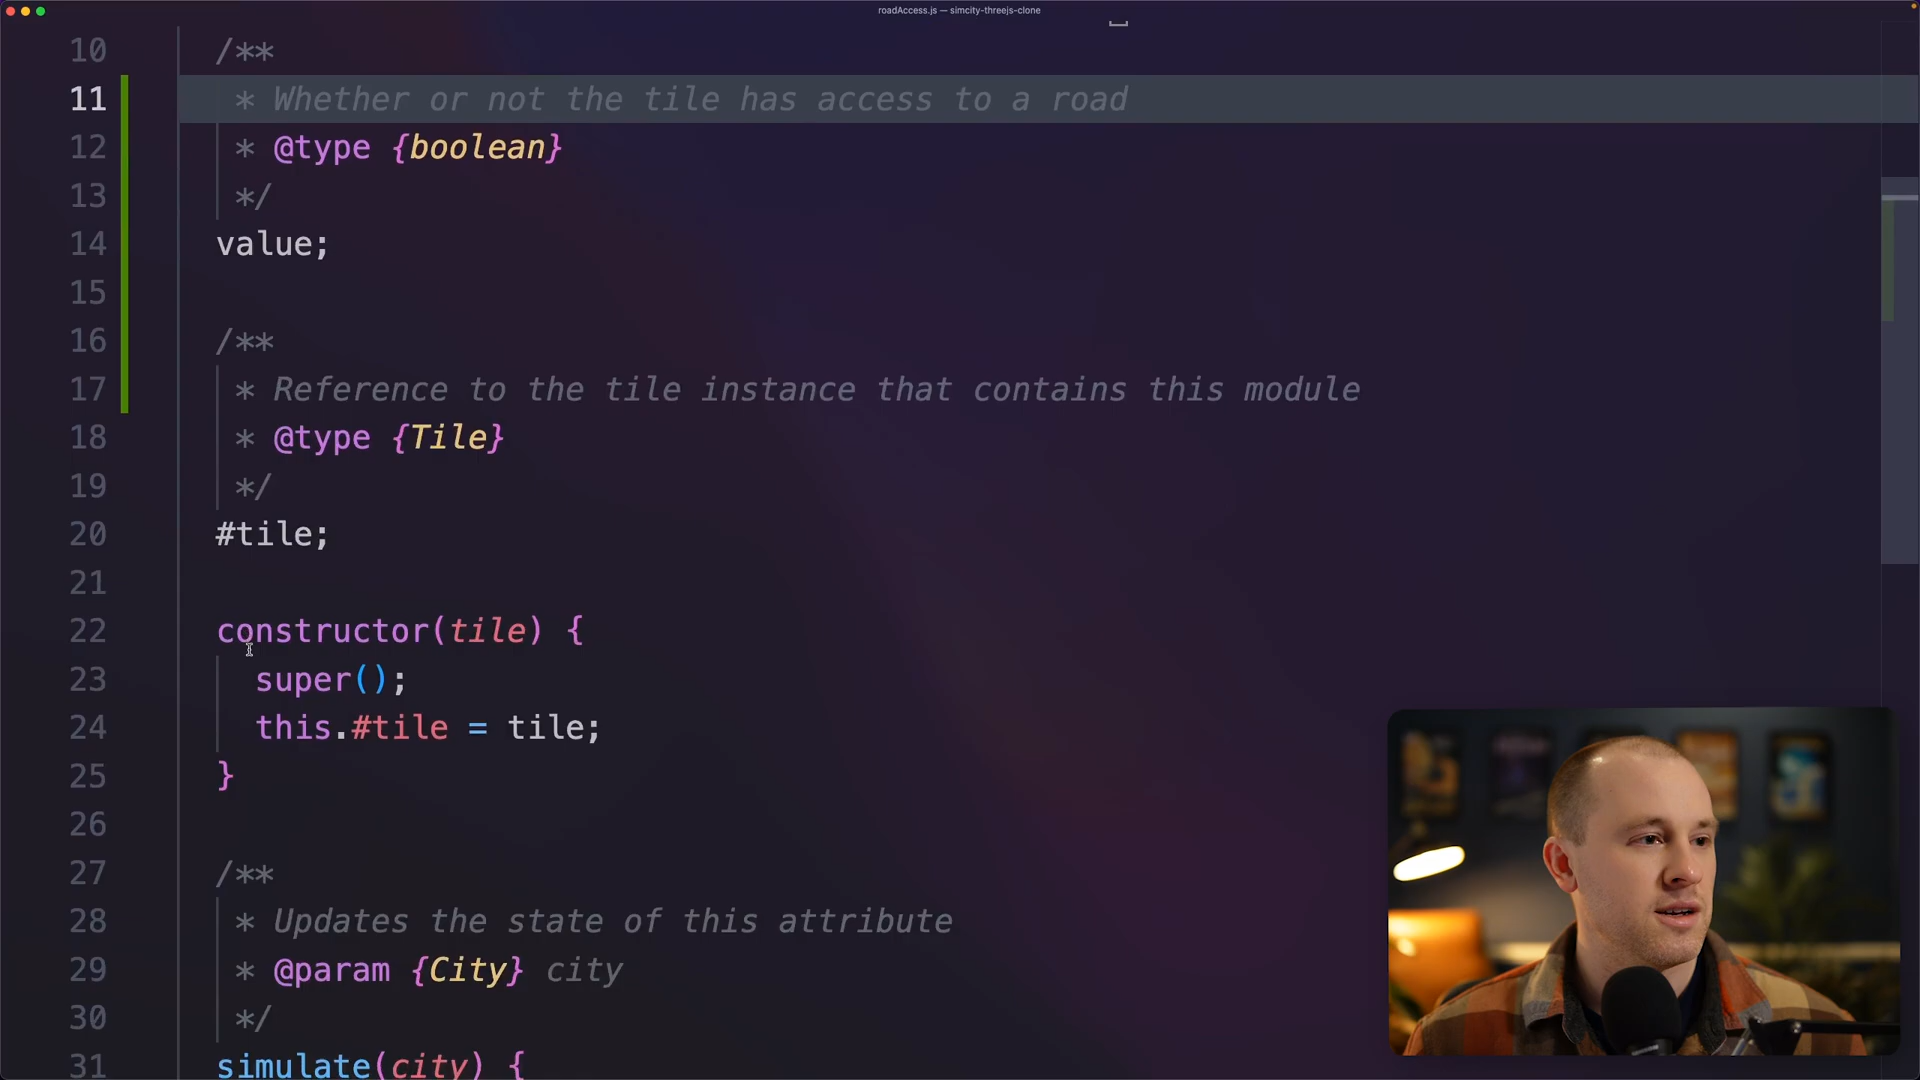 roadAccess.js — simcity-threejs-clone
10 /**
11 * Whether or not the tile has access to a road
12 * @type {boolean}
13 */
14 value;
15
16 /**
17 * Reference to the tile instance that contains this module
18 * @type {Tile}
19 */
20 #tile;
21
22 constructor(tile) {
23 super();
24 this.#tile = tile;
25 }
26
27 /**
28 * Updates the state of this attribute
29 * @param {City} city
30 */
31 simulate(city) {